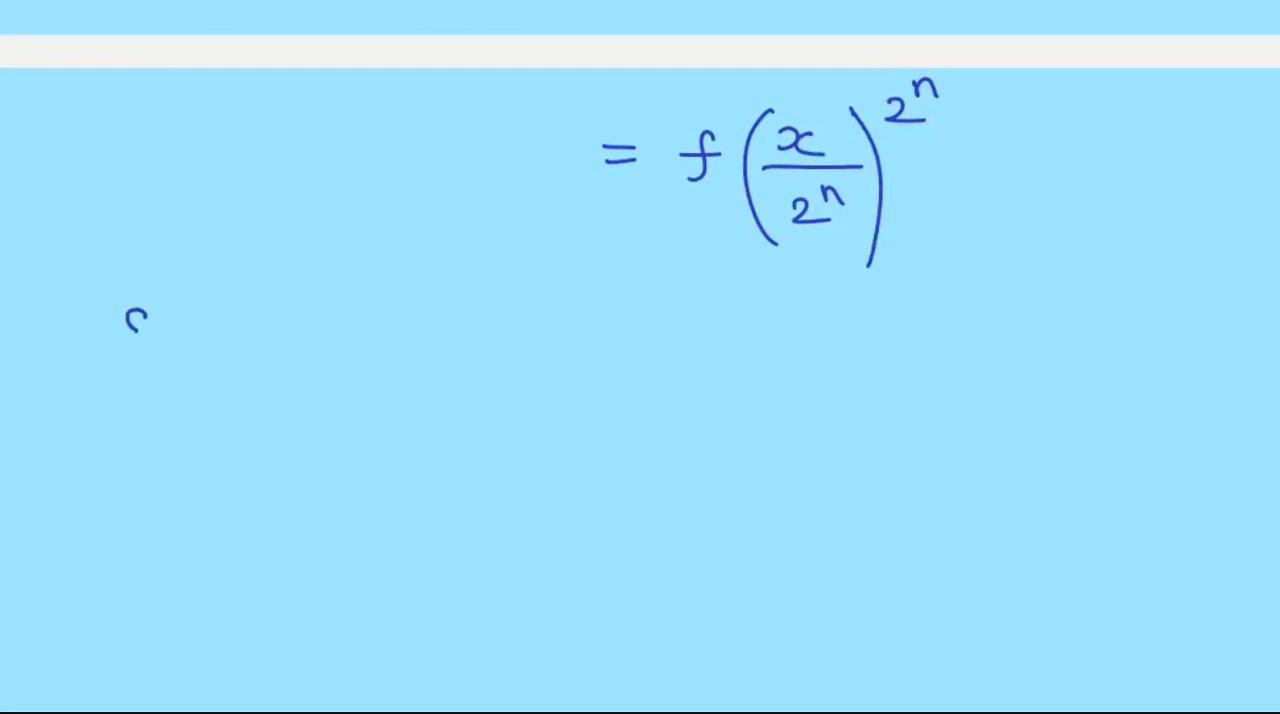 = f(x/2^n)^2^n